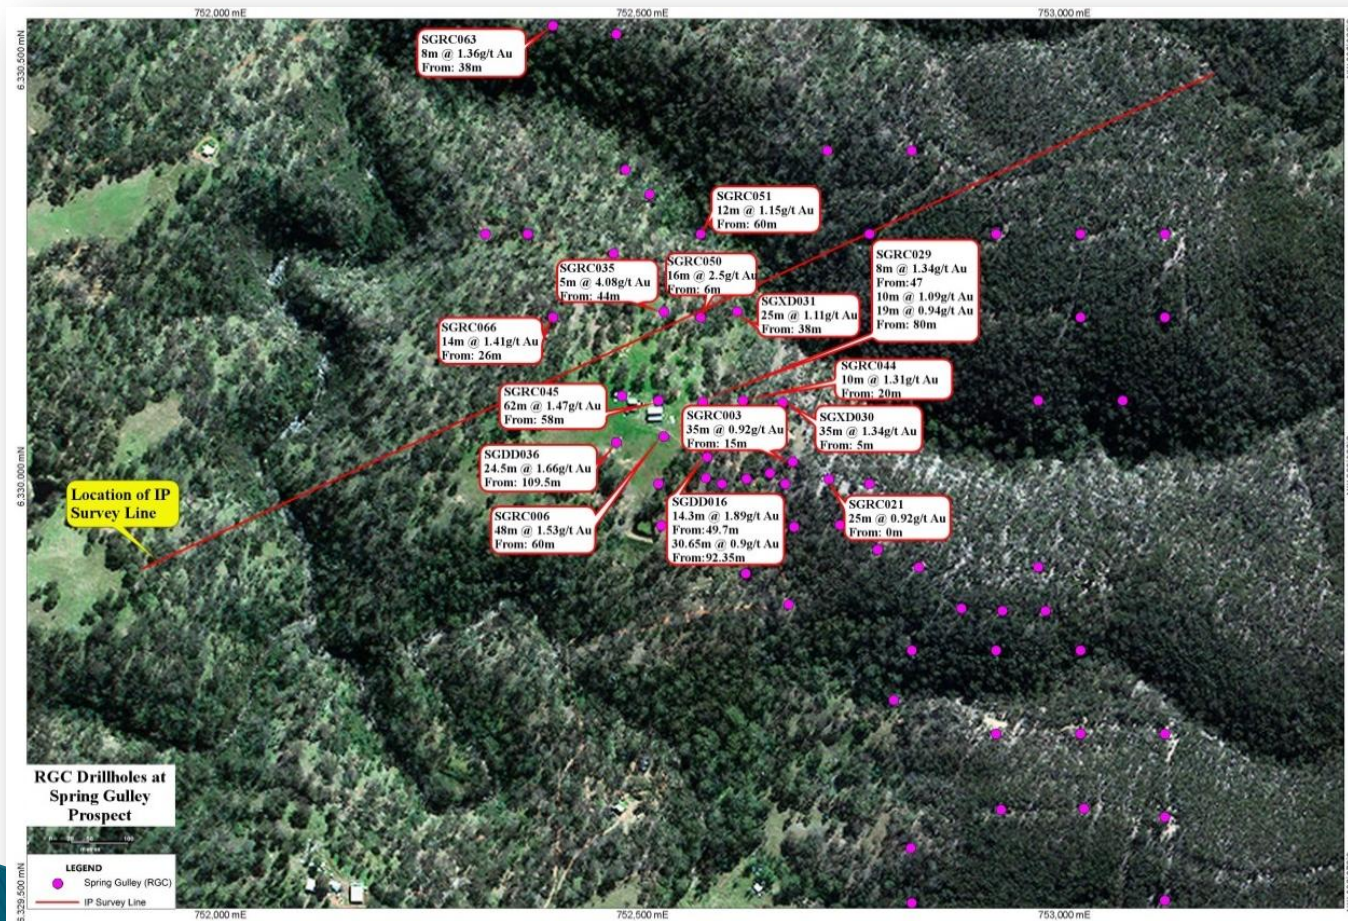 752,000 mE
752,500 mE
753,000 mE
6,330,500 mN
SGRC063
8m @ 1.36g/t Au
From: 38m
SGRC051
12m @ 1.15g/t Au
From: 60m
SGRC035
5m @ 4.08g/t Au
From: 44m
SGRC050
16m @ 2.5g/t Au
From: 6m
SGRC029
8m @ 1.34g/t Au
From:47
10m @ 1.09g/t Au
19m @ 0.94g/t Au
From: 80m
SGXD031
25m @ 1.11g/t Au
From: 38m
SGRC066
14m @ 1.41g/t Au
From: 26m
SGRC044
10m @ 1.31g/t Au
From: 20m
SGRC045
62m @ 1.47g/t Au
From: 58m
SGRC003
35m @ 0.92g/t Au
From: 15m
SGXD030
35m @ 1.34g/t Au
From: 5m
6,330,000 mN
SGDD036
24.5m @ 1.66g/t Au
From: 109.5m
Location of IP
Survey Line
SGRC006
48m @ 1.53g/t Au
From: 60m
SGDD016
14.3m @ 1.89g/t Au
From:49.7m
30.65m @ 0.9g/t Au
From:92.35m
SGRC021
25m @ 0.92g/t Au
From: 0m
RGC Drillholes at
Spring Gulley
Prospect
LEGEND
Spring Gulley (RGC)
IP Survey Line
6,329,500 mN
752,000 mE
752,500 mE
753,000 mE